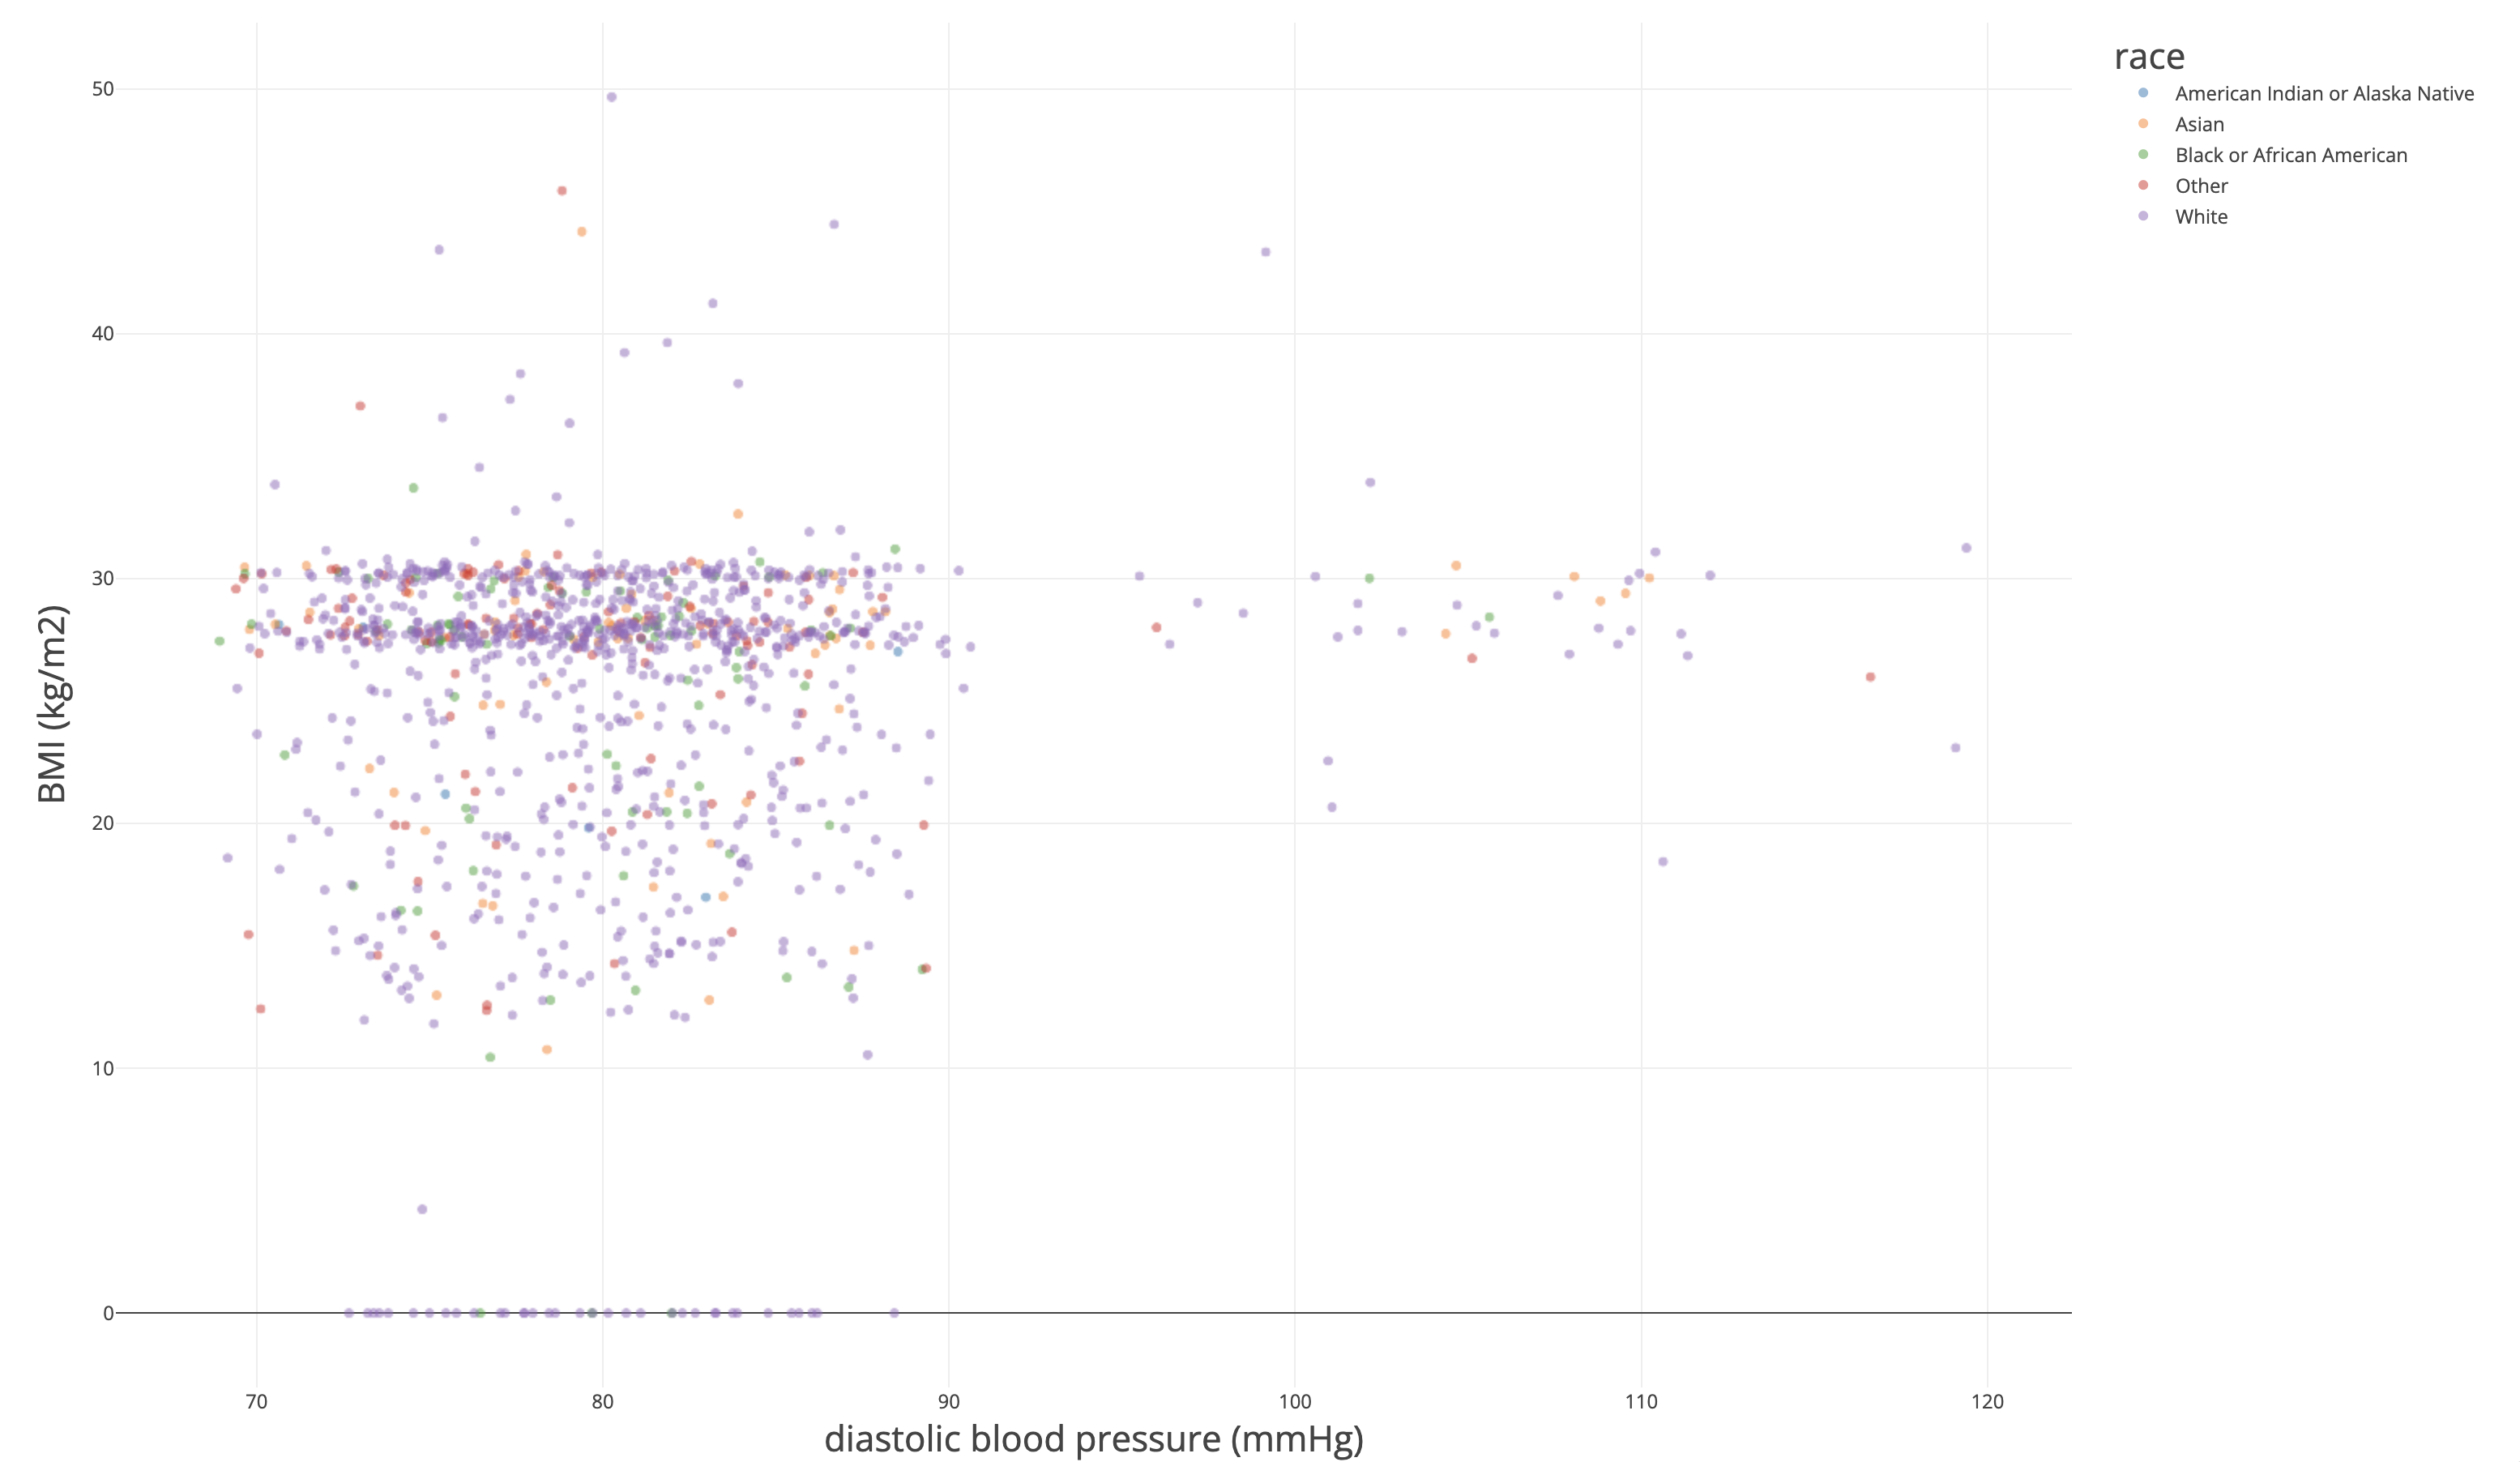 race
American Indian or Alaska Native
Asian
Black or African American
Other
White
50
40
30
20
10
0
BMI (kg/m2)
70 80 90 100 110 120
diastolic blood pressure (mmHg)